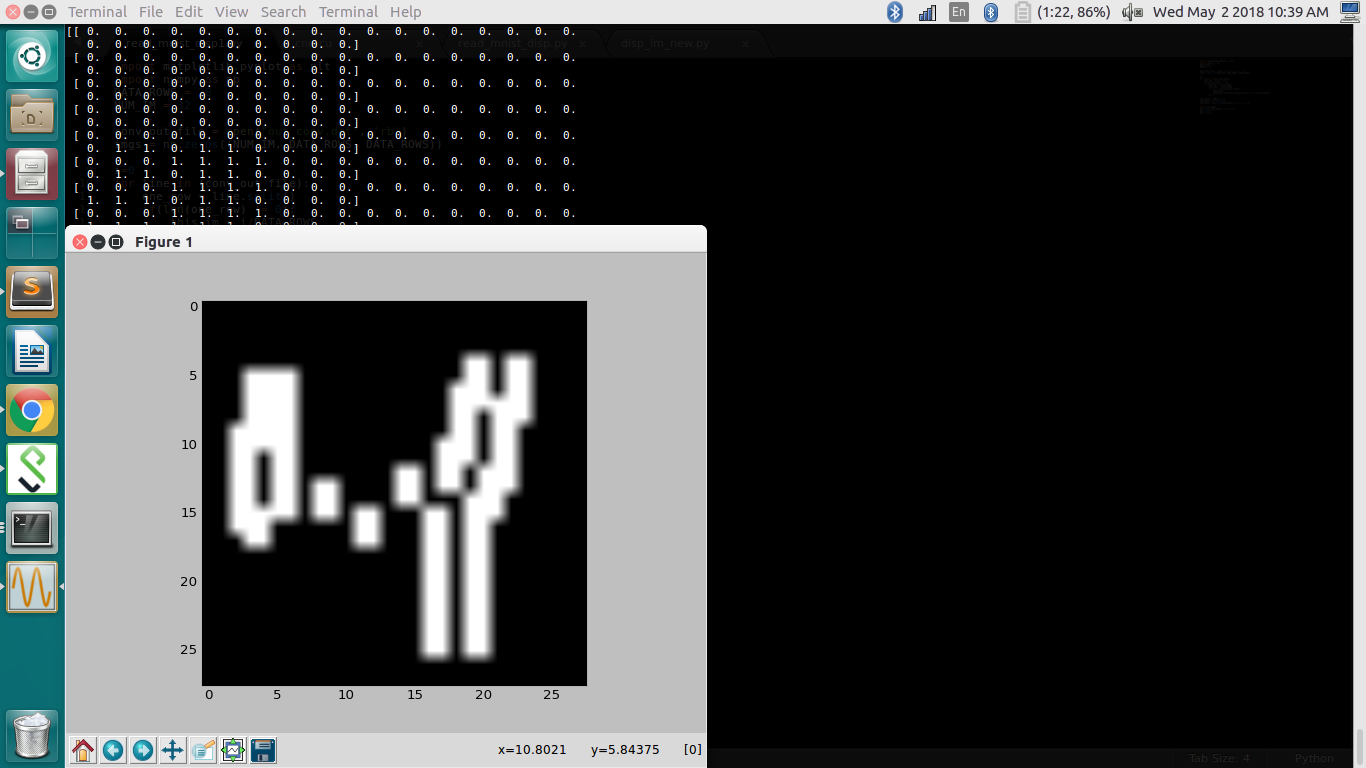 Terminal File Edit View Search Terminal Help En (1:22, 86%) Wed May 2 2018 10:39 AM
[[ 0. 0. 0. 0. 0. 0. 0. 0. 0. 0. 0. 0. 0. 0. 0. 0. 0. 0.
0. 0. 0. 0. 0. 0. 0. 0. 0. 0.]
[ 0. 0. 0. 0. 0. 0. 0. 0. 0. 0. 0. 0. 0. 0. 0. 0. 0. 0.
0. 0. 0. 0. 0. 0. 0. 0. 0. 0.]
[ 0. 0. 0. 0. 0. 0. 0. 0. 0. 0. 0. 0. 0. 0. 0. 0. 0. 0.
0. 0. 0. 0. 0. 0. 0. 0. 0. 0.]
[ 0. 0. 0. 0. 0. 0. 0. 0. 0. 0. 0. 0. 0. 0. 0. 0. 0. 0.
0. 0. 0. 0. 0. 0. 0. 0. 0. 0.]
[ 0. 0. 0. 0. 0. 0. 0. 0. 0. 0. 0. 0. 0. 0. 0. 0. 0. 0.
0. 1. 1. 0. 1. 1. 0. 0. 0. 0.]
[ 0. 0. 0. 1. 1. 1. 1. 0. 0. 0. 0. 0. 0. 0. 0. 0. 0. 0.
0. 1. 1. 0. 1. 1. 0. 0. 0. 0.]
[ 0. 0. 0. 1. 1. 1. 1. 0. 0. 0. 0. 0. 0. 0. 0. 0. 0. 0.
1. 1. 1. 0. 1. 1. 0. 0. 0. 0.]
[ 0. 0. 0. 1. 1. 1. 1. 0. 0. 0. 0. 0. 0. 0. 0. 0. 0. 0.
read_mnist_disp.py
disp_im_new.py
Figure 1
0
5
10
15
20
25
0 5 10 15 20 25
x=10.8021 y=5.84375 [0]
Tab Size: 4 Python